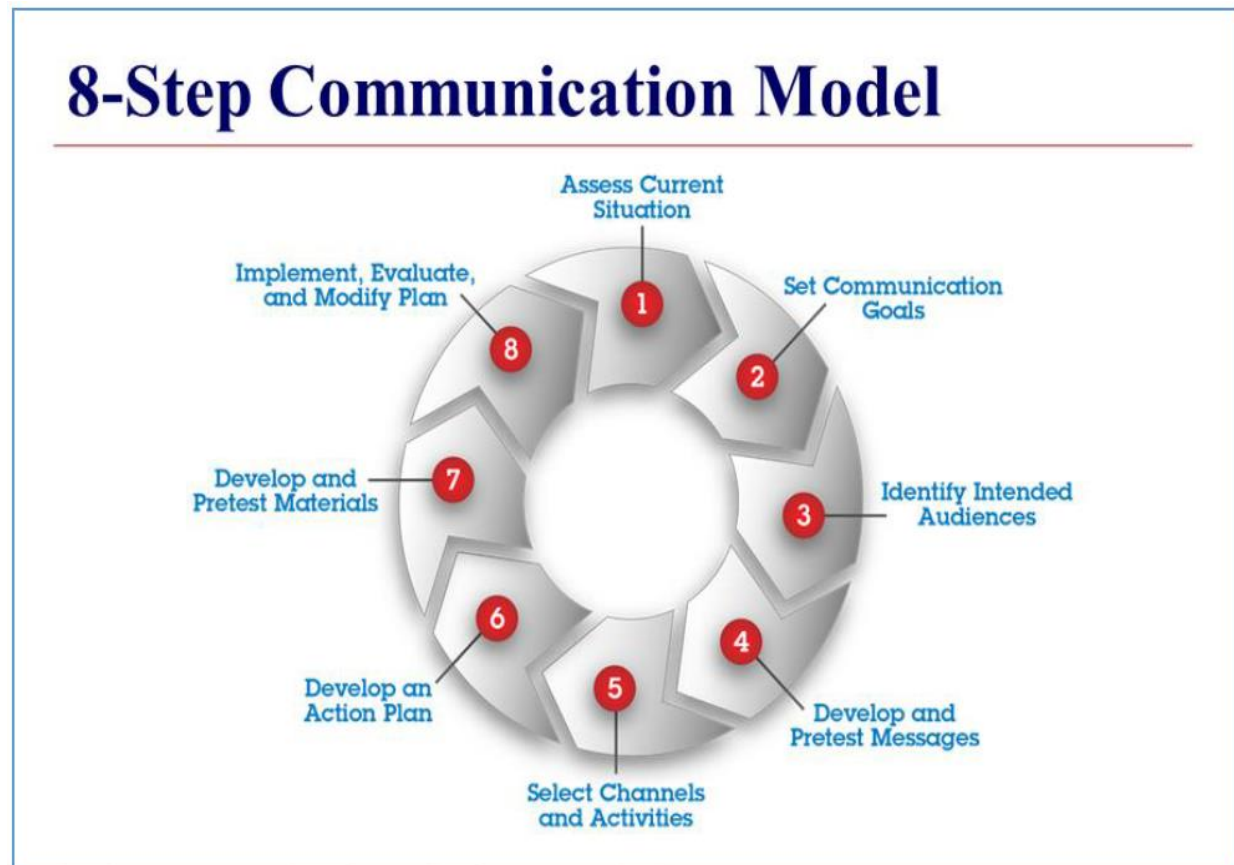 8-Step Communication Model
Assess Current
Situation
1
Set Communication
Goals
2
Identify Intended
Audiences
3
Develop and
Pretest Messages
4
Select Channels
and Activities
5
Develop an
Action Plan
6
Develop and
Pretest Materials
7
Implement, Evaluate,
and Modify Plan
8